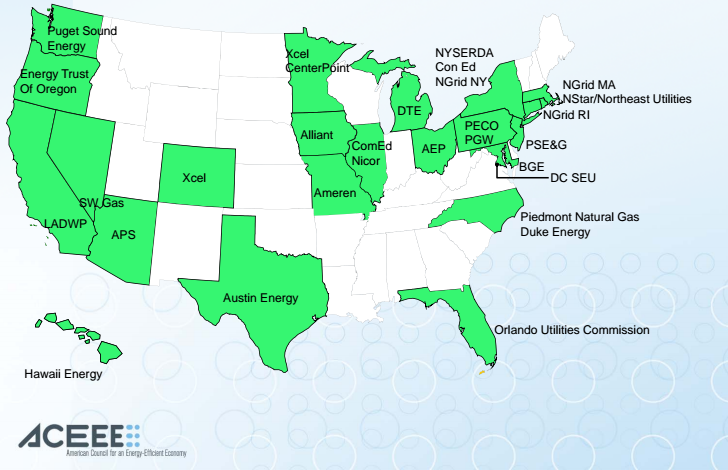 Puget Sound
Energy
Energy Trust
Of Oregon
Xcel
CenterPoint
NYSERDA
Con Ed
NGrid NY
NGrid MA
NStar/Northeast Utilities
NGrid RI
DTE
PECO
PGW
PSE&G
Alliant
ComEd
Nicor
AEP
BGE
DC SEU
Xcel
Ameren
SW Gas
LADWP
APS
Piedmont Natural Gas
Duke Energy
Austin Energy
Orlando Utilities Commission
Hawaii Energy
ACEEE
American Council for an Energy-Efficient Economy